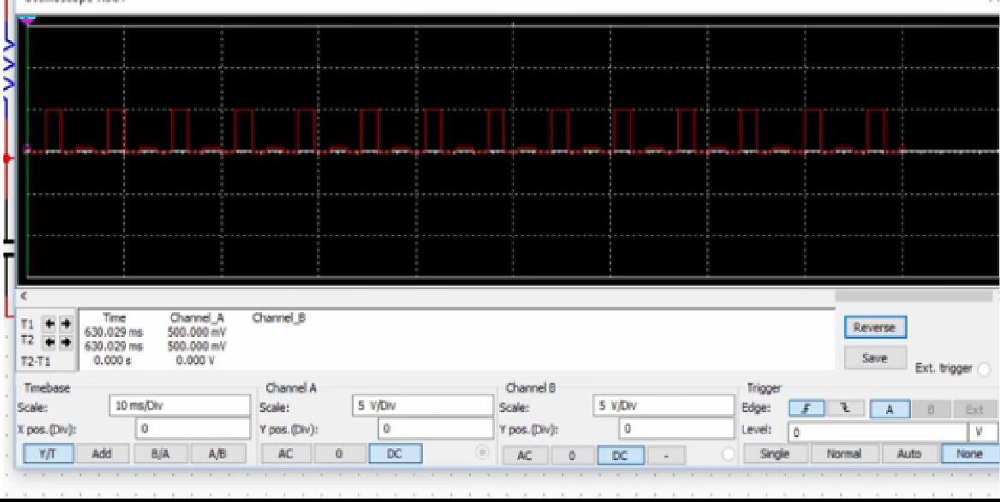 Time Channel_A Channel_B
T1 630.029 ms 500.000 mV
T2 630.029 ms 500.000 mV
T2-T1 0.000 s 0.000 V
Reverse
Save
Ext. trigger
Timebase
Scale: 10 ms/Div
X pos.(Div): 0
Y/T Add B/A A/B
Channel A
Scale: 5 V/Div
Y pos.(Div): 0
AC 0 DC
Channel B
Scale: 5 V/Div
Y pos.(Div): 0
AC 0 DC -
Trigger
Edge: A B Ext
Level: 0 V
Single Normal Auto None